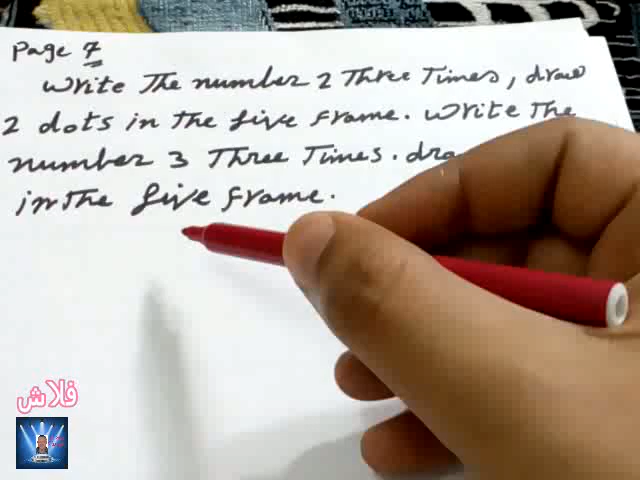 Page 7
Write The number 2 Three Times, draw
2 dots in the five frame. Write The
number 3 Three Times.
in the five frame.
فلاش